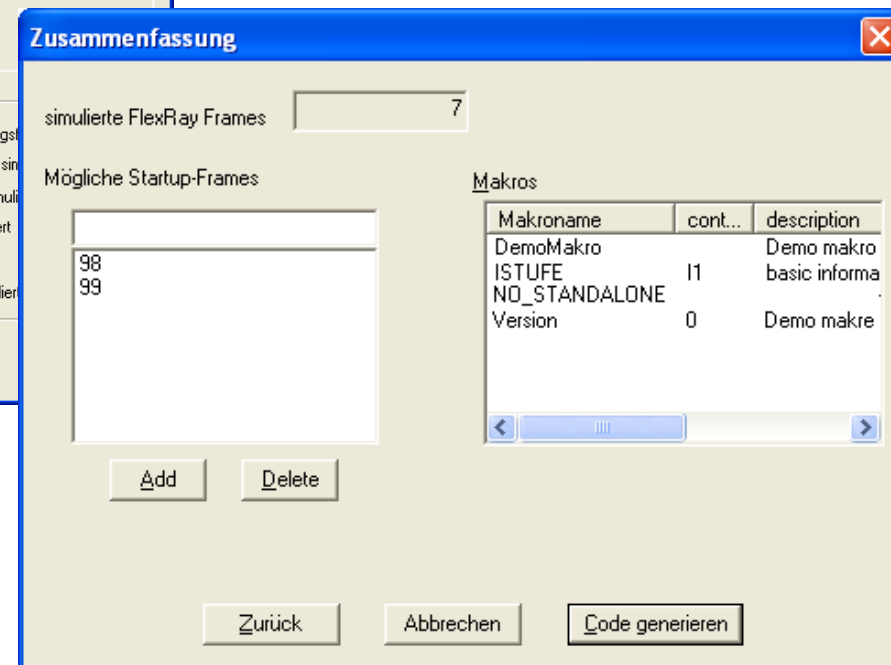 Zusammenfassung
simulierte FlexRay Frames 7
Mögliche Startup-Frames
98
99
Add Delete
Makros
Makroname cont... description
DemoMakro Demo makro
ISTUFE I1 basic informa
NO_STANDALONE
Version 0 Demo makre
Zurück Abbrechen Code generieren